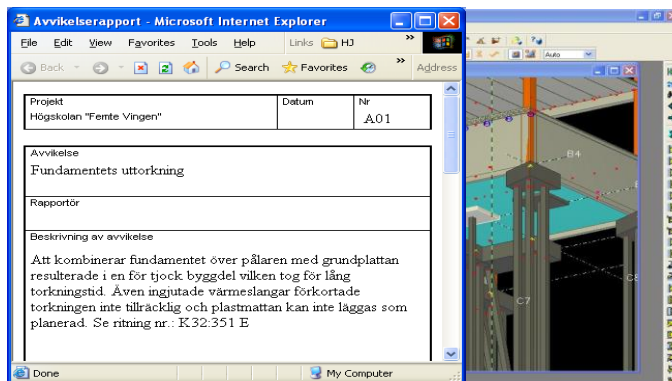 Avvikelserapport - Microsoft Internet Explorer
File Edit View Favorites Tools Help Links HJ »
Back Search Favorites » Address
Projekt Datum Nr
Högskolan "Femte Vingen" A01
Avvikelse
Fundamentets uttorkning
Rapportör
Beskrivning av avvikelse
Att kombinerar fundamentet över pålaren med grundplattan
resulterade i en för tjock byggdel vilken tog för lång
torkningstid. Även ingjutade värmeslangar förkortade
torkningen inte tillräcklig och plastmattan kan inte läggas som
planerad. Se ritning nr.: K32:351 E
Done My Computer
Auto
B4
C7